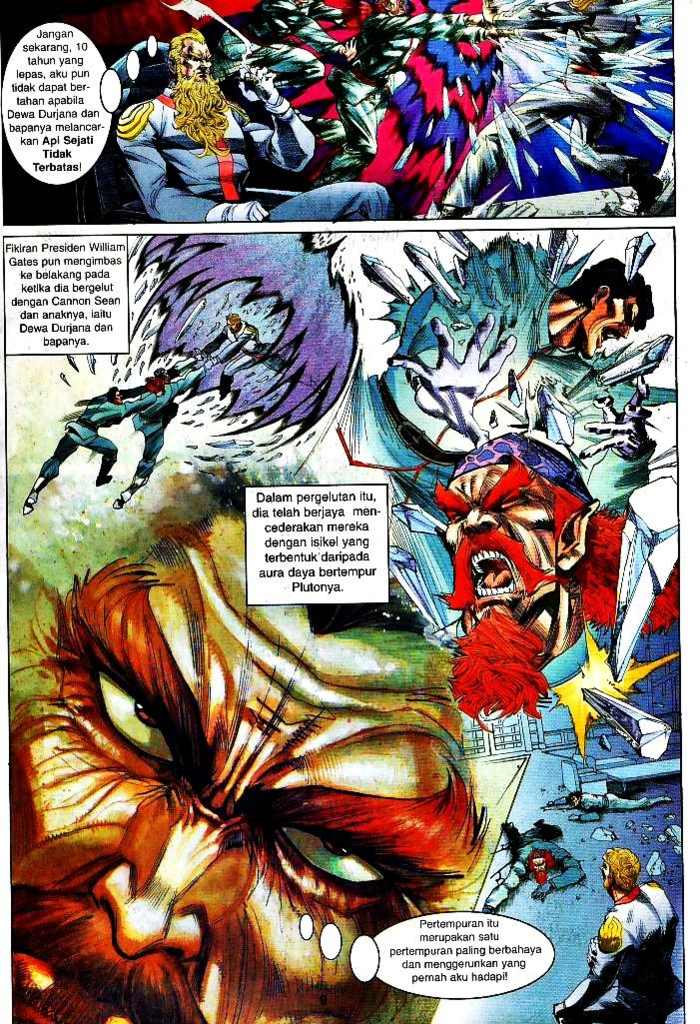 Jangan
sekarang, 10
tahun yang
lepas, aku pun
tidak dapat ber-
tahan apabila
Dewa Durjana dan
bapanya melancar-
kan Api Sejati
Tidak
Terbatas!
Fikiran Presiden William
Gates pun mengimbas
ke belakang pada
ketika dia bergelut
dengan Cannon Sean
dan anaknya, iaitu
Dewa Durjana dan
bapanya.
Dalam pergelutan itu,
dia telah berjaya men-
cederakan mereka
dengan isikel yang
terbentuk daripada
aura daya bertempur
Plutonya.
Pertempuran itu
merupakan satu
pertempuran paling berbahaya
dan menggerunkan yang
pernah aku hadapi!
9